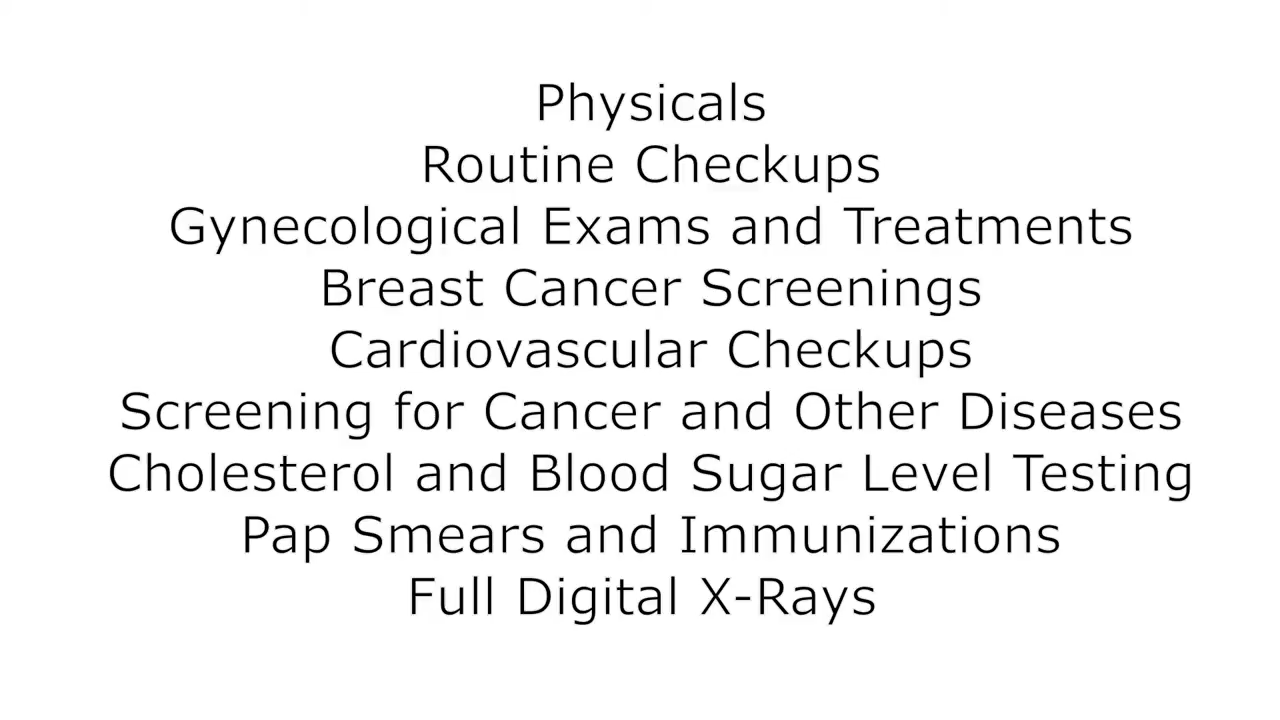 Physicals
Routine Checkups
Gynecological Exams and Treatments
Breast Cancer Screenings
Cardiovascular Checkups
Screening for Cancer and Other Diseases
Cholesterol and Blood Sugar Level Testing
Pap Smears and Immunizations
Full Digital X-Rays